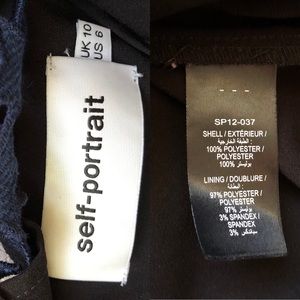 UK 10
US 6
self-portrait
- - -
SP12-037
SHELL / EXTÉRIEUR /
: الطبقة الخارجية
100% POLYESTER /
POLYESTER /
بوليستر 100%
LINING / DOUBLURE /
: البطانة
97% POLYESTER /
POLYESTER /
بوليستر 97%
3% SPANDEX /
SPANDEX
سباندكس 3%